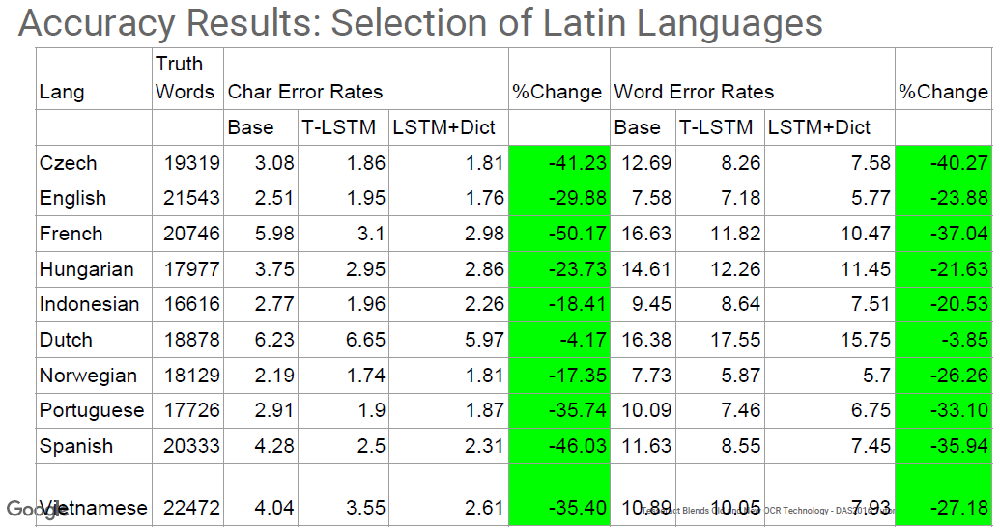 Accuracy Results: Selection of Latin Languages
Lang Truth Words Char Error Rates %Change Word Error Rates %Change
Base T-LSTM LSTM+Dict Base T-LSTM LSTM+Dict
Czech 19319 3.08 1.86 1.81 -41.23 12.69 8.26 7.58 -40.27
English 21543 2.51 1.95 1.76 -29.88 7.58 7.18 5.77 -23.88
French 20746 5.98 3.1 2.98 -50.17 16.63 11.82 10.47 -37.04
Hungarian 17977 3.75 2.95 2.86 -23.73 14.61 12.26 11.45 -21.63
Indonesian 16616 2.77 1.96 2.26 -18.41 9.45 8.64 7.51 -20.53
Dutch 18878 6.23 6.65 5.97 -4.17 16.38 17.55 15.75 -3.85
Norwegian 18129 2.19 1.74 1.81 -17.35 7.73 5.87 5.7 -26.26
Portuguese 17726 2.91 1.9 1.87 -35.74 10.09 7.46 6.75 -33.10
Spanish 20333 4.28 2.5 2.31 -46.03 11.63 8.55 7.45 -35.94
Vietnamese 22472 4.04 3.55 2.61 -35.40 10.89 10.05 7.93 -27.18
Google Blends and OCR Technology -